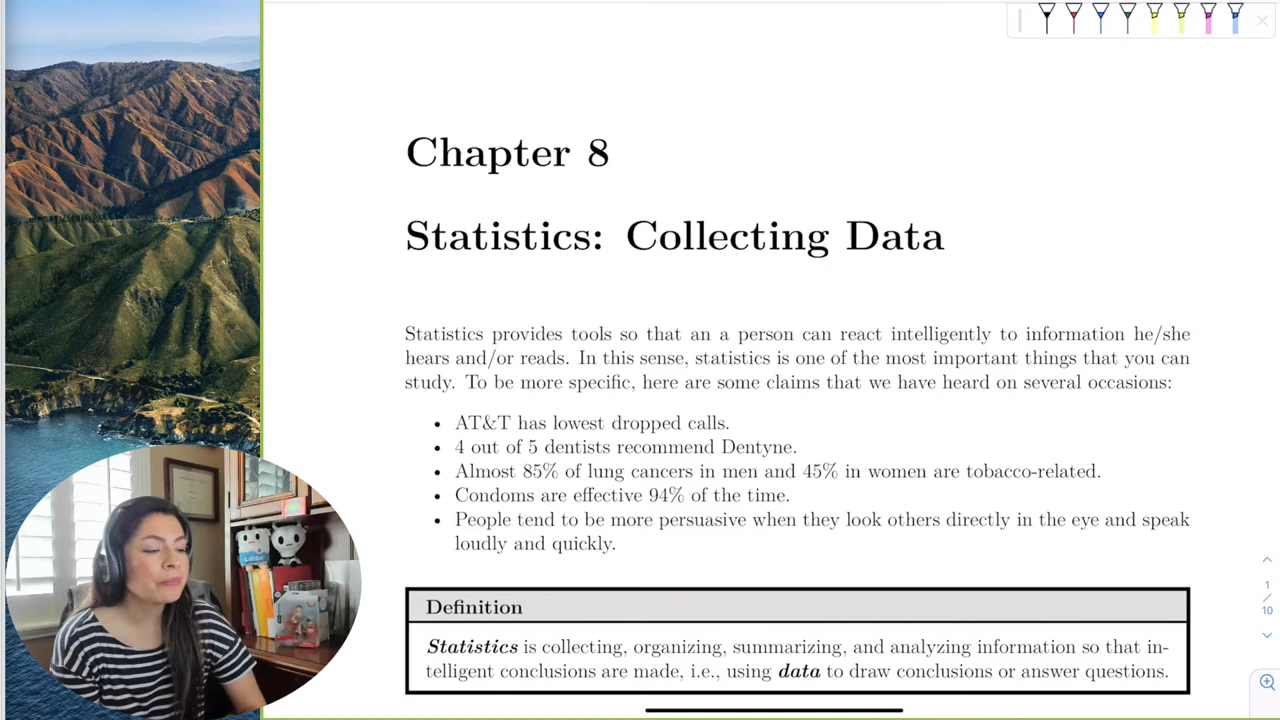 Chapter 8
Statistics: Collecting Data
Statistics provides tools so that an a person can react intelligently to information he/she
hears and/or reads. In this sense, statistics is one of the most important things that you can
study. To be more specific, here are some claims that we have heard on several occasions:
• AT&T has lowest dropped calls.
• 4 out of 5 dentists recommend Dentyne.
• Almost 85% of lung cancers in men and 45% in women are tobacco-related.
• Condoms are effective 94% of the time.
• People tend to be more persuasive when they look others directly in the eye and speak
loudly and quickly.
Definition
Statistics is collecting, organizing, summarizing, and analyzing information so that in-
telligent conclusions are made, i.e., using data to draw conclusions or answer questions.
1
/
10